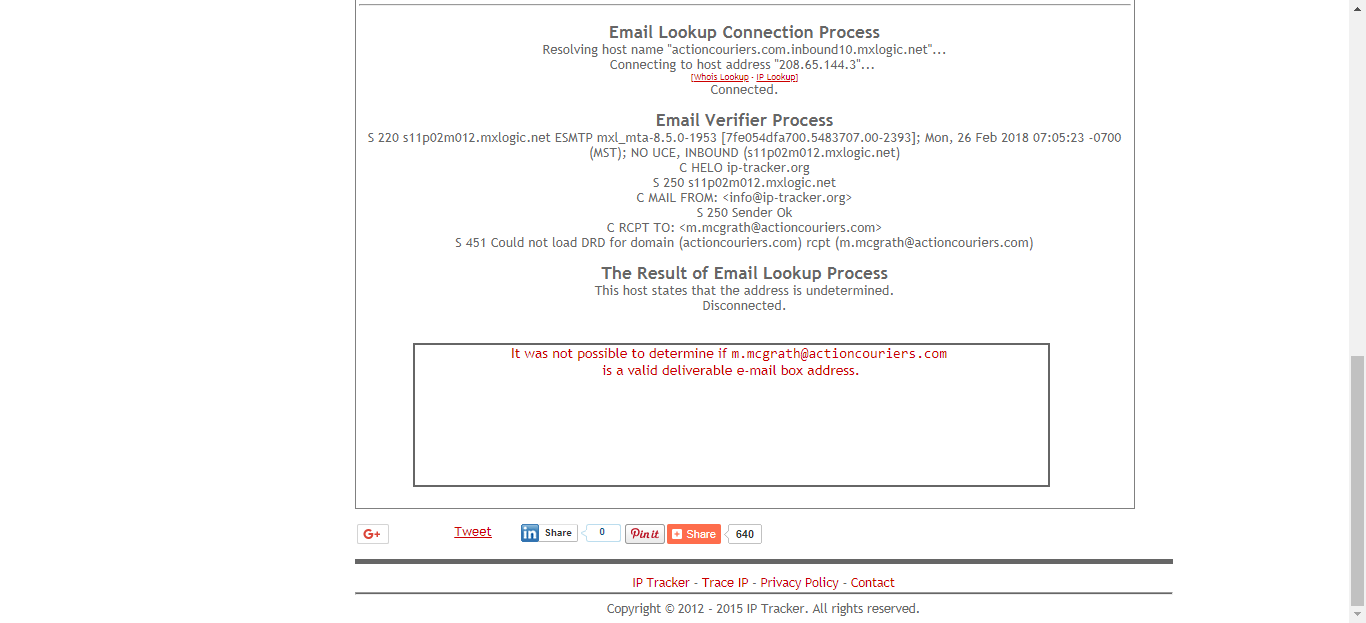 Email Lookup Connection Process
Resolving host name "actioncouriers.com.inbound10.mxlogic.net"...
Connecting to host address "208.65.144.3"...
[Whois Lookup - IP Lookup]
Connected.
Email Verifier Process
S 220 s11p02m012.mxlogic.net ESMTP mxl_mta-8.5.0-1953 [7fe054dfa700.5483707.00-2393]; Mon, 26 Feb 2018 07:05:23 -0700
(MST); NO UCE, INBOUND (s11p02m012.mxlogic.net)
C HELO ip-tracker.org
S 250 s11p02m012.mxlogic.net
C MAIL FROM: <info@ip-tracker.org>
S 250 Sender Ok
C RCPT TO: <m.mcgrath@actioncouriers.com>
S 451 Could not load DRD for domain (actioncouriers.com) rcpt (m.mcgrath@actioncouriers.com)
The Result of Email Lookup Process
This host states that the address is undetermined.
Disconnected.
It was not possible to determine if m.mcgrath@actioncouriers.com
is a valid deliverable e-mail box address.
G+ Tweet in Share 0 Pin it Share 640
IP Tracker - Trace IP - Privacy Policy - Contact
Copyright © 2012 - 2015 IP Tracker. All rights reserved.